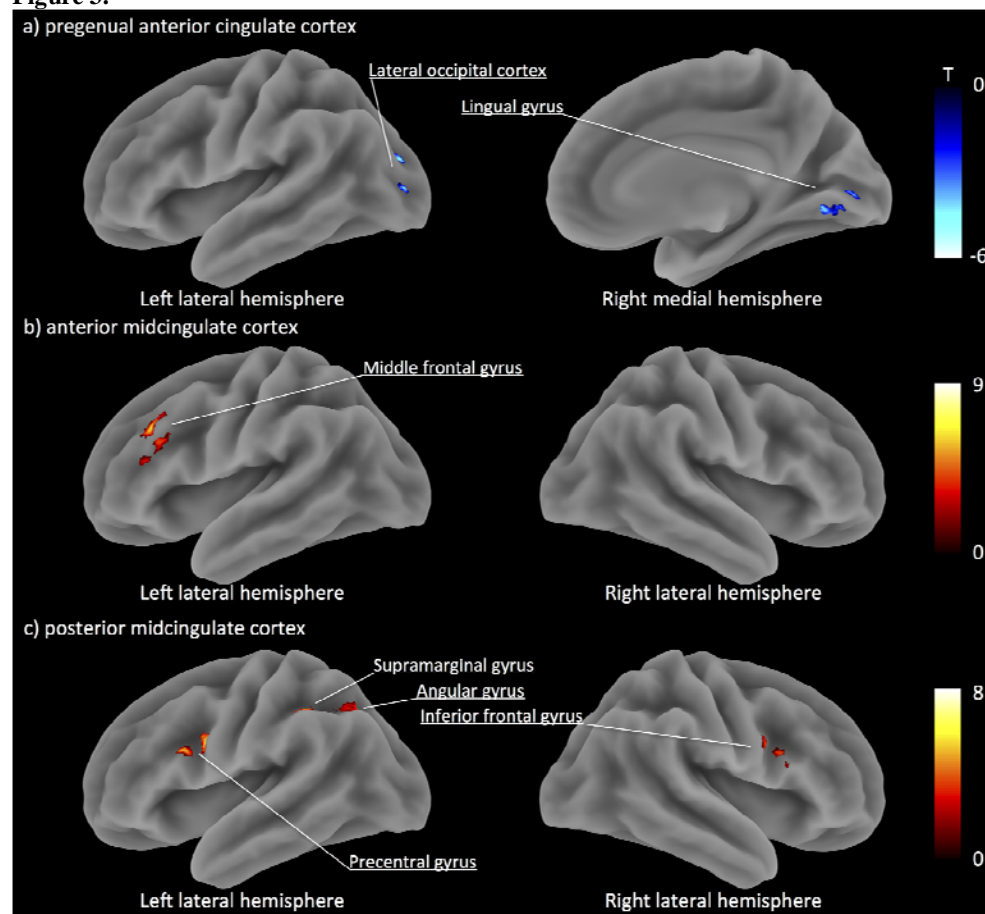 Figure 3.
a) pregenual anterior cingulate cortex
Lateral occipital cortex
Lingual gyrus
T
0
-6
Left lateral hemisphere
Right medial hemisphere
b) anterior midcingulate cortex
Middle frontal gyrus
9
0
Left lateral hemisphere
Right lateral hemisphere
c) posterior midcingulate cortex
Supramarginal gyrus
Angular gyrus
Inferior frontal gyrus
8
0
Precentral gyrus
Left lateral hemisphere
Right lateral hemisphere